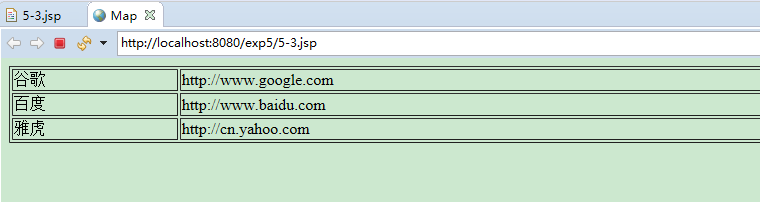 5-3.jsp Map
http://localhost:8080/exp5/5-3.jsp
谷歌 http://www.google.com
百度 http://www.baidu.com
雅虎 http://cn.yahoo.com